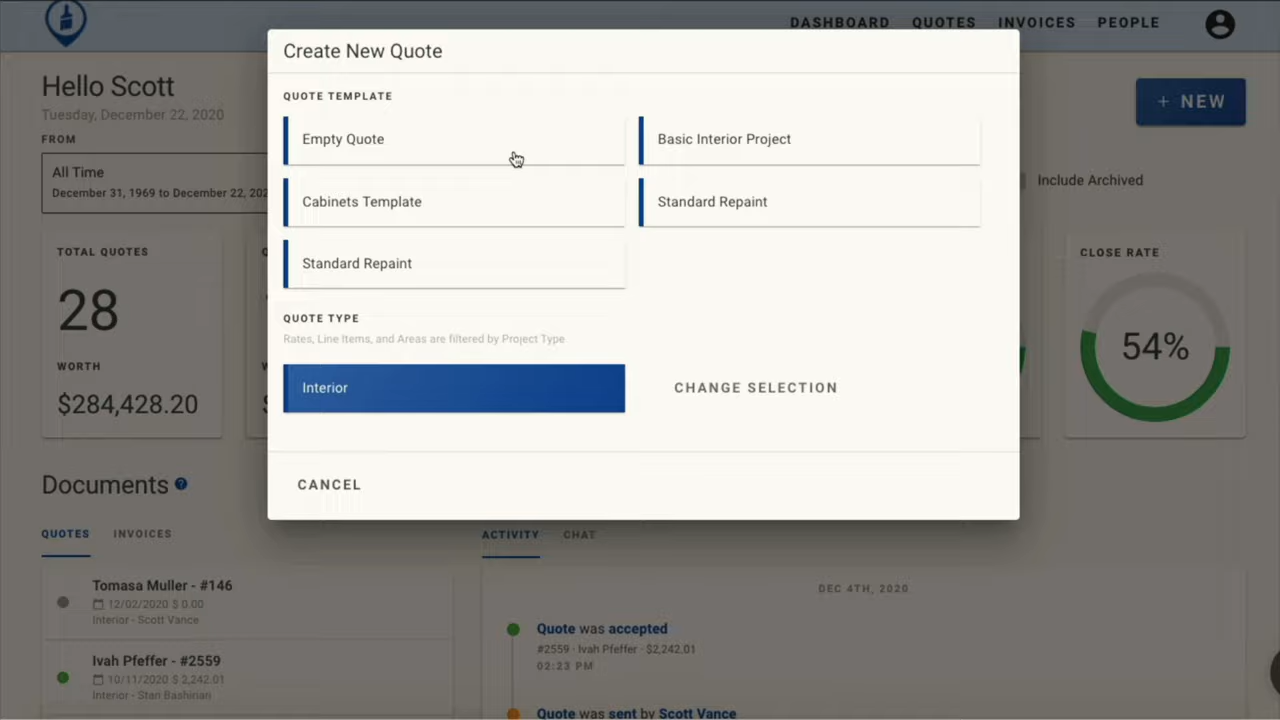 DASHBOARD QUOTES INVOICES PEOPLE
Create New Quote
QUOTE TEMPLATE
Empty Quote
Basic Interior Project
Cabinets Template
Standard Repaint
Standard Repaint
QUOTE TYPE
Rates, Line Items, and Areas are filtered by Project Type
Interior
CHANGE SELECTION
CANCEL
Hello Scott
Tuesday, December 22, 2020
+ NEW
FROM
All Time
December 31, 1969 to December 22, 202
Include Archived
TOTAL QUOTES
28
WORTH
$284,428.20
CLOSE RATE
54%
Documents ?
QUOTES INVOICES
Tomasa Muller - #146
12/02/2020 $ 0.00
Interior - Scott Vance
Ivah Pfeffer - #2559
10/11/2020 $ 2,242.01
Interior - Stan Bashirian
ACTIVITY CHAT
DEC 4TH, 2020
Quote was accepted
#2559 · Ivah Pfeffer · $2,242.01
02:23 PM
Quote was sent by Scott Vance